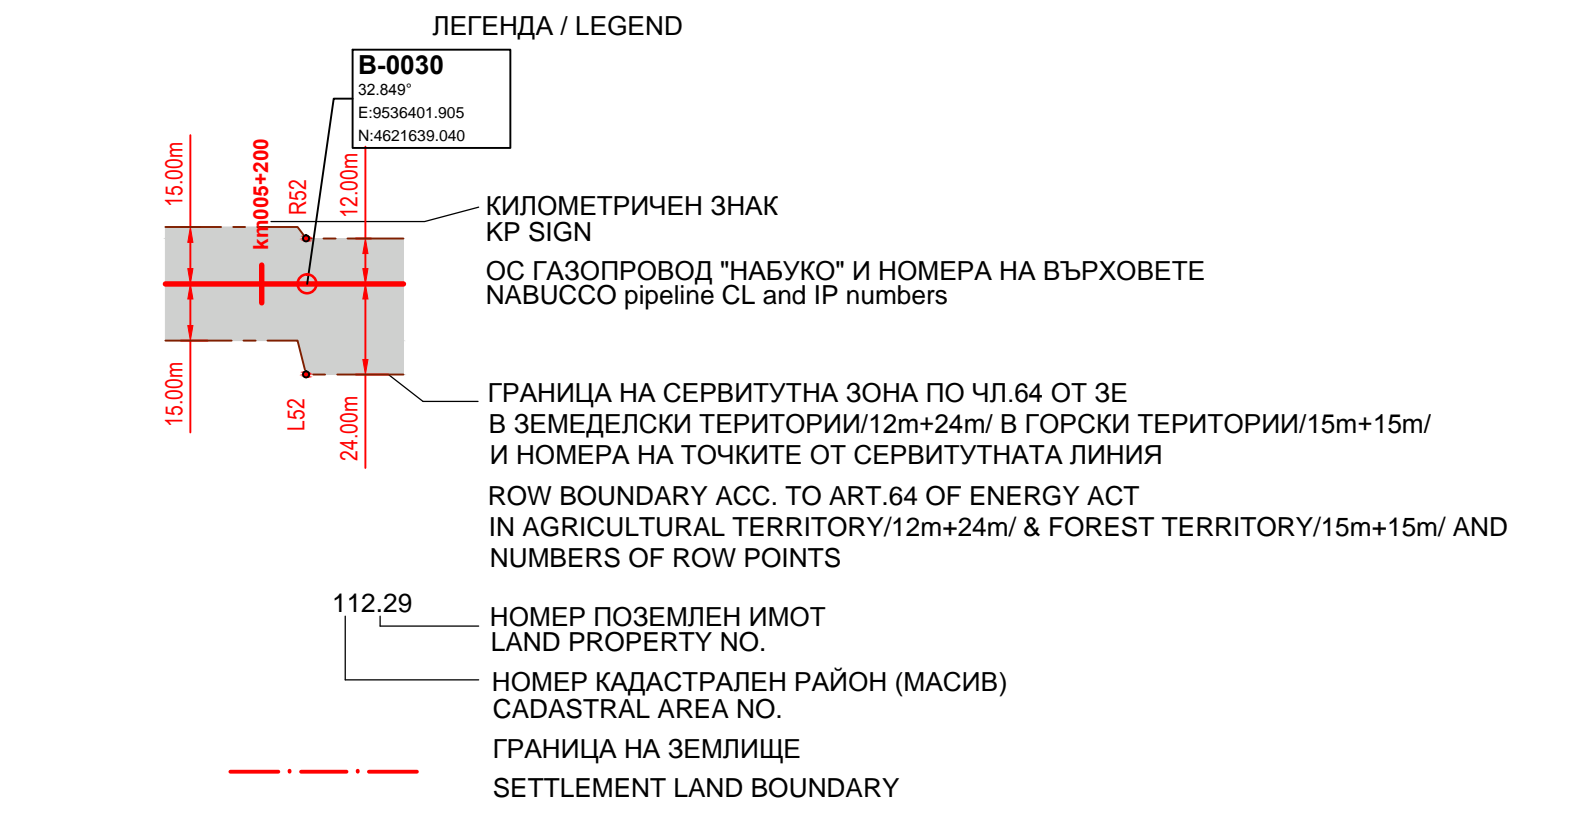 ЛЕГЕНДА / LEGEND
B-0030
32.849°
E:9536401.905
N:4621639.040
15.00m
km005+200
R52
12.00m
КИЛОМЕТРИЧЕН ЗНАК
KP SIGN
ОС ГАЗОПРОВОД "НАБУКО" И НОМЕРА НА ВЪРХОВЕТЕ
NABUCCO pipeline CL and IP numbers
15.00m
L52
24.00m
ГРАНИЦА НА СЕРВИТУТНА ЗОНА ПО ЧЛ.64 ОТ ЗЕ
В ЗЕМЕДЕЛСКИ ТЕРИТОРИИ/12m+24m/ В ГОРСКИ ТЕРИТОРИИ/15m+15m/
И НОМЕРА НА ТОЧКИТЕ ОТ СЕРВИТУТНАТА ЛИНИЯ
ROW BOUNDARY ACC. TO ART.64 OF ENERGY ACT
IN AGRICULTURAL TERRITORY/12m+24m/ & FOREST TERRITORY/15m+15m/ AND
NUMBERS OF ROW POINTS
112.29
НОМЕР ПОЗЕМЛЕН ИМОТ
LAND PROPERTY NO.
НОМЕР КАДАСТРАЛЕН РАЙОН (МАСИВ)
CADASTRAL AREA NO.
ГРАНИЦА НА ЗЕМЛИЩЕ
SETTLEMENT LAND BOUNDARY